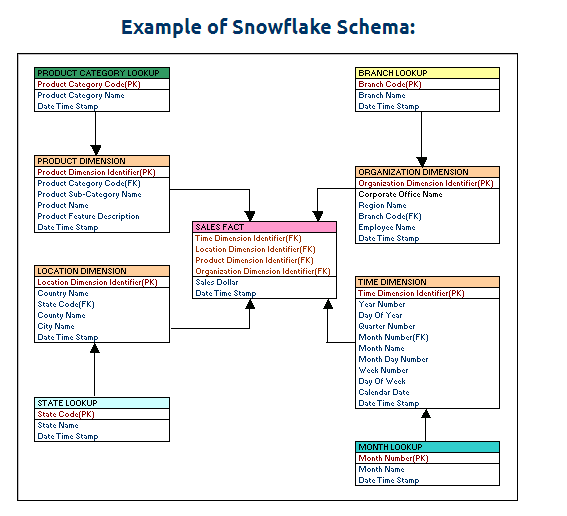 Example of Snowflake Schema:
PRODUCT CATEGORY LOOKUP
Product Category Code(PK)
Product Category Name
Date Time Stamp
BRANCH LOOKUP
Branch Code(PK)
Branch Name
Date Time Stamp
PRODUCT DIMENSION
Product Dimension Identifier(PK)
Product Category Code(FK)
Product Sub-Category Name
Product Name
Product Feature Description
Date Time Stamp
ORGANIZATION DIMENSION
Organization Dimension Identifier(PK)
Corporate Office Name
Region Name
Branch Code(FK)
Employee Name
Date Time Stamp
SALES FACT
Time Dimension Identifier(FK)
Location Dimension Identifier(FK)
Product Dimension Identifier(FK)
Organization Dimension Identifier(FK)
Sales Dollar
Date Time Stamp
LOCATION DIMENSION
Location Dimension Identifier(PK)
Country Name
State Code(FK)
County Name
City Name
Date Time Stamp
TIME DIMENSION
Time Dimension Identifier(PK)
Year Number
Day Of Year
Quarter Number
Month Number(FK)
Month Name
Month Day Number
Week Number
Day Of Week
Calendar Date
Date Time Stamp
STATE LOOKUP
State Code(PK)
State Name
Date Time Stamp
MONTH LOOKUP
Month Number(PK)
Month Name
Date Time Stamp